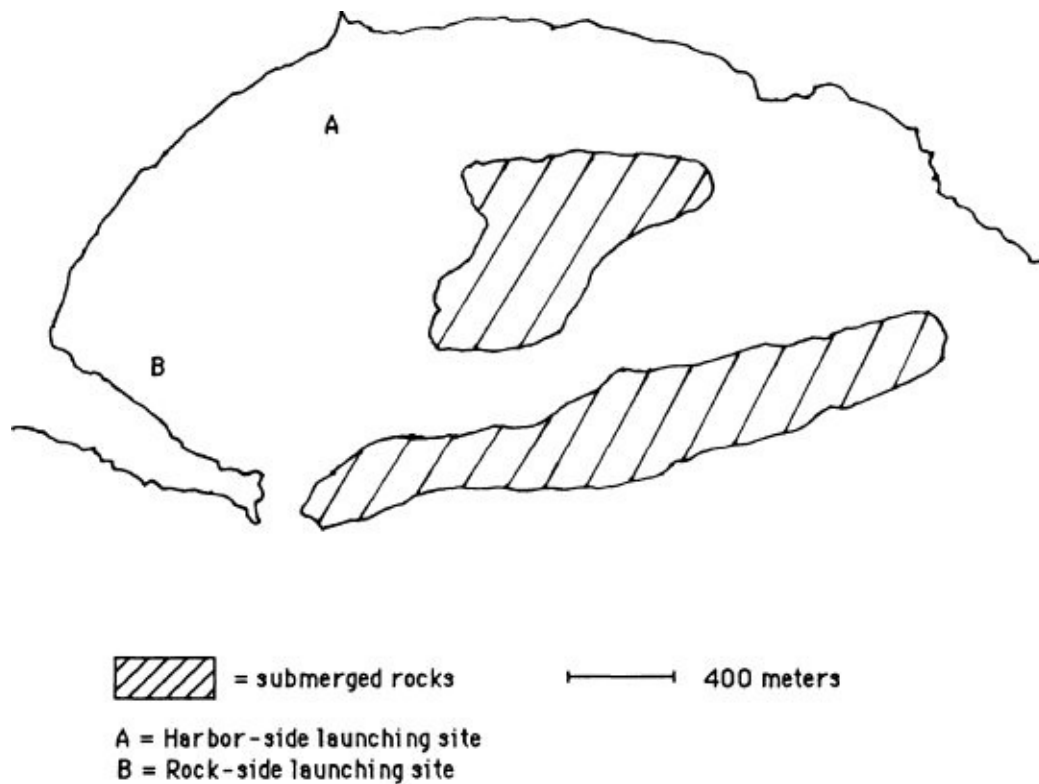 A
B
= submerged rocks
400 meters
A = Harbor-side launching site
B = Rock-side launching site